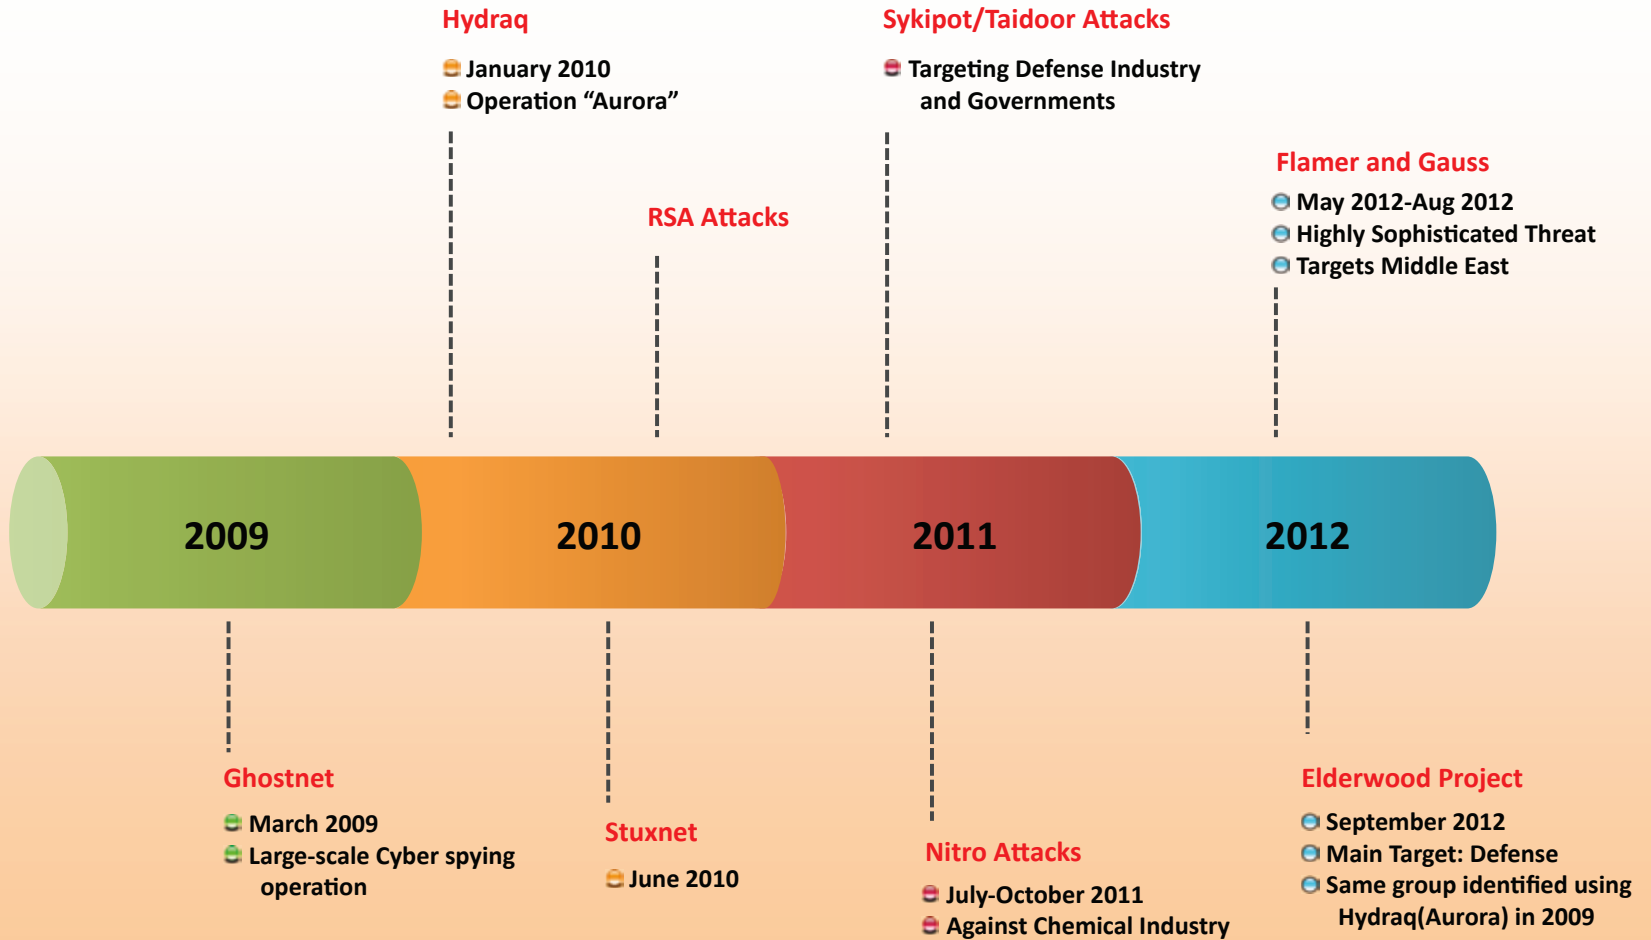 Hydraq
January 2010
Operation “Aurora”
Sykipot/Taidoor Attacks
Targeting Defense Industry
and Governments
RSA Attacks
Flamer and Gauss
May 2012-Aug 2012
Highly Sophisticated Threat
Targets Middle East
2009
2010
2011
2012
Ghostnet
March 2009
Large-scale Cyber spying
operation
Stuxnet
June 2010
Nitro Attacks
July-October 2011
Against Chemical Industry
Elderwood Project
September 2012
Main Target: Defense
Same group identified using
Hydraq(Aurora) in 2009